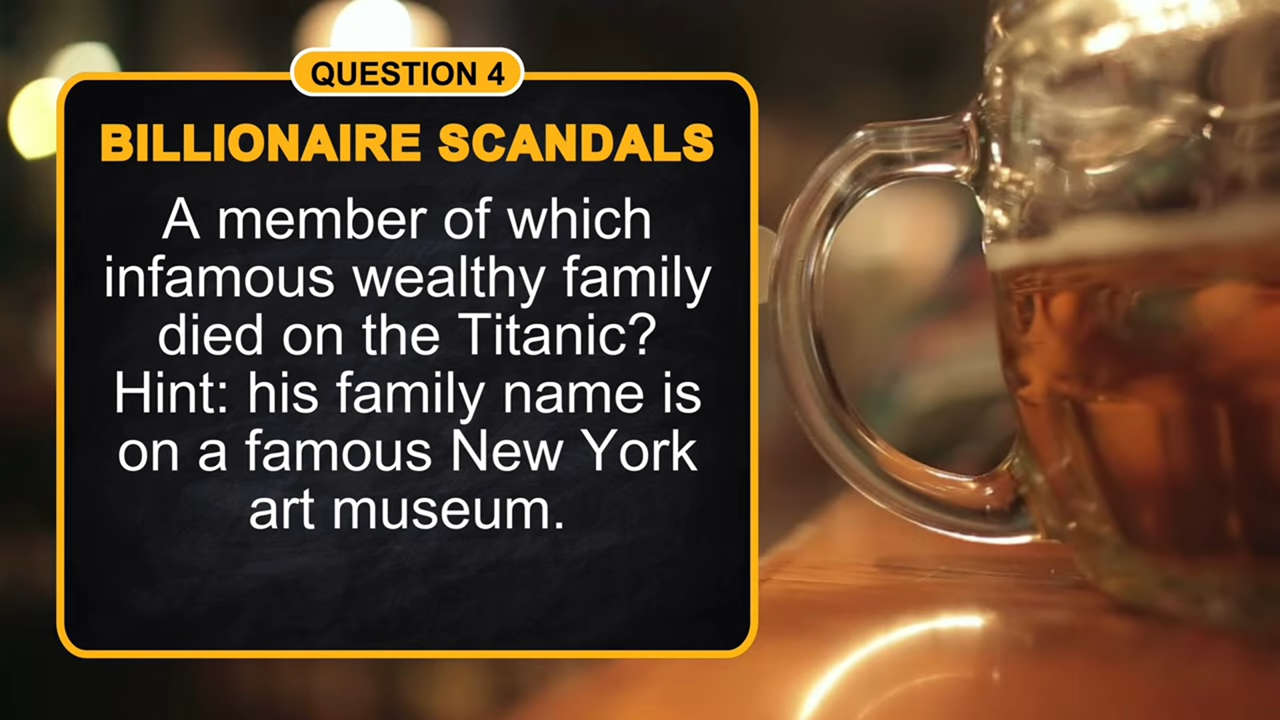 QUESTION 4
BILLIONAIRE SCANDALS
A member of which
infamous wealthy family
died on the Titanic?
Hint: his family name is
on a famous New York
art museum.